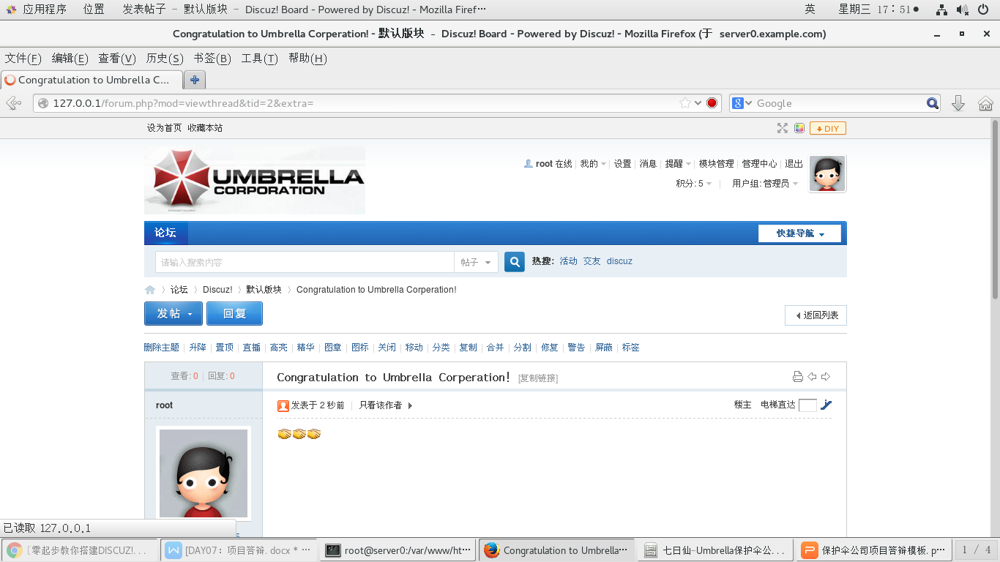 应用程序 位置 发表帖子 - 默认版块 - Discuz! Board - Powered by Discuz! - Mozilla Firef… 英 星期三 17：51
Congratulation to Umbrella Corperation! - 默认版块 - Discuz! Board - Powered by Discuz! - Mozilla Firefox (于 server0.example.com)
文件(F) 编辑(E) 查看(V) 历史(S) 书签(B) 工具(T) 帮助(H)
Congratulation to Umbrella C...
127.0.0.1/forum.php?mod=viewthread&tid=2&extra= Google
设为首页 收藏本站 DIY
UMBRELLA
CORPORATION
root 在线 我的 设置 消息 提醒 模块管理 管理中心 退出
积分: 5 用户组: 管理员
论坛 快捷导航
请输入搜索内容 帖子 热搜： 活动 交友 discuz
论坛 Discuz! 默认版块 Congratulation to Umbrella Corperation!
发帖 回复 返回列表
删除主题 升降 置顶 直播 高亮 精华 图章 图标 关闭 移动 分类 复制 合并 分割 修复 警告 屏蔽 标签
查看: 0 回复: 0 Congratulation to Umbrella Corperation! [复制链接]
root 发表于 2 秒前 只看该作者 楼主 电梯直达
已读取 127.0.0.1
[零起步教你搭建DISCUZ!... [DAY07：项目答辩.docx *… root@server0:/var/www/ht… Congratulation to Umbrella… 七日仙-Umbrella保护伞公... 保护伞公司项目答辩模板. p… 1 / 4